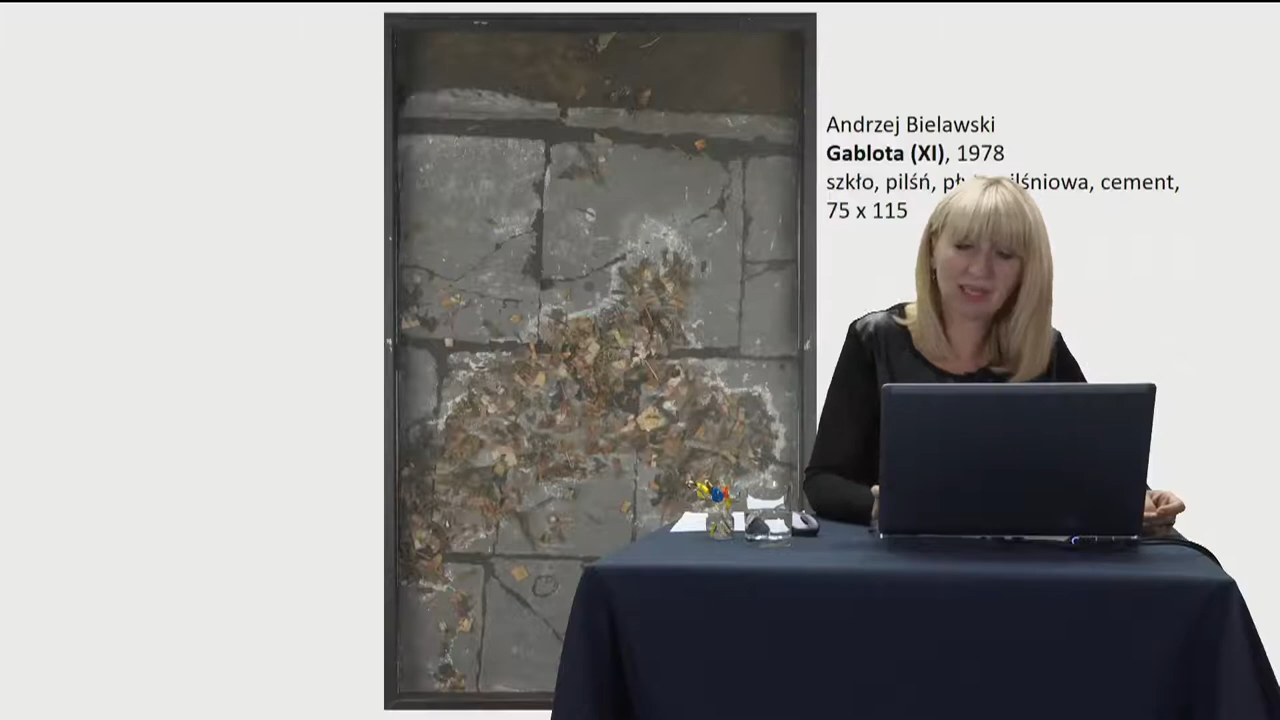 Andrzej Bielawski
Gablota (XI), 1978
szkło, pilśń, cement,
75 x 115